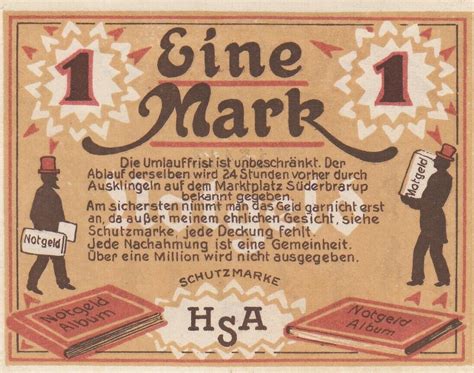 1 Eine 1
Mark
Die Umlauffrist ist unbeschränkt. Der
Ablauf derselben wird 24 Stunden vorher durch
Ausklingeln auf dem Marktplatz Süderbrarup
bekannt gegeben.
Am sichersten nimmt man das Geld garnicht erst
an, da außer meinem ehrlichen Gesicht, siehe
Schutzmarke, jede Deckung fehlt.
Jede Nachahmung ist eine Gemeinheit.
Über eine Million wird nicht ausgegeben.
Notgeld
Notgeld
SCHUTZMARKE
HSA
Notgeld
Album
Notgeld
Album